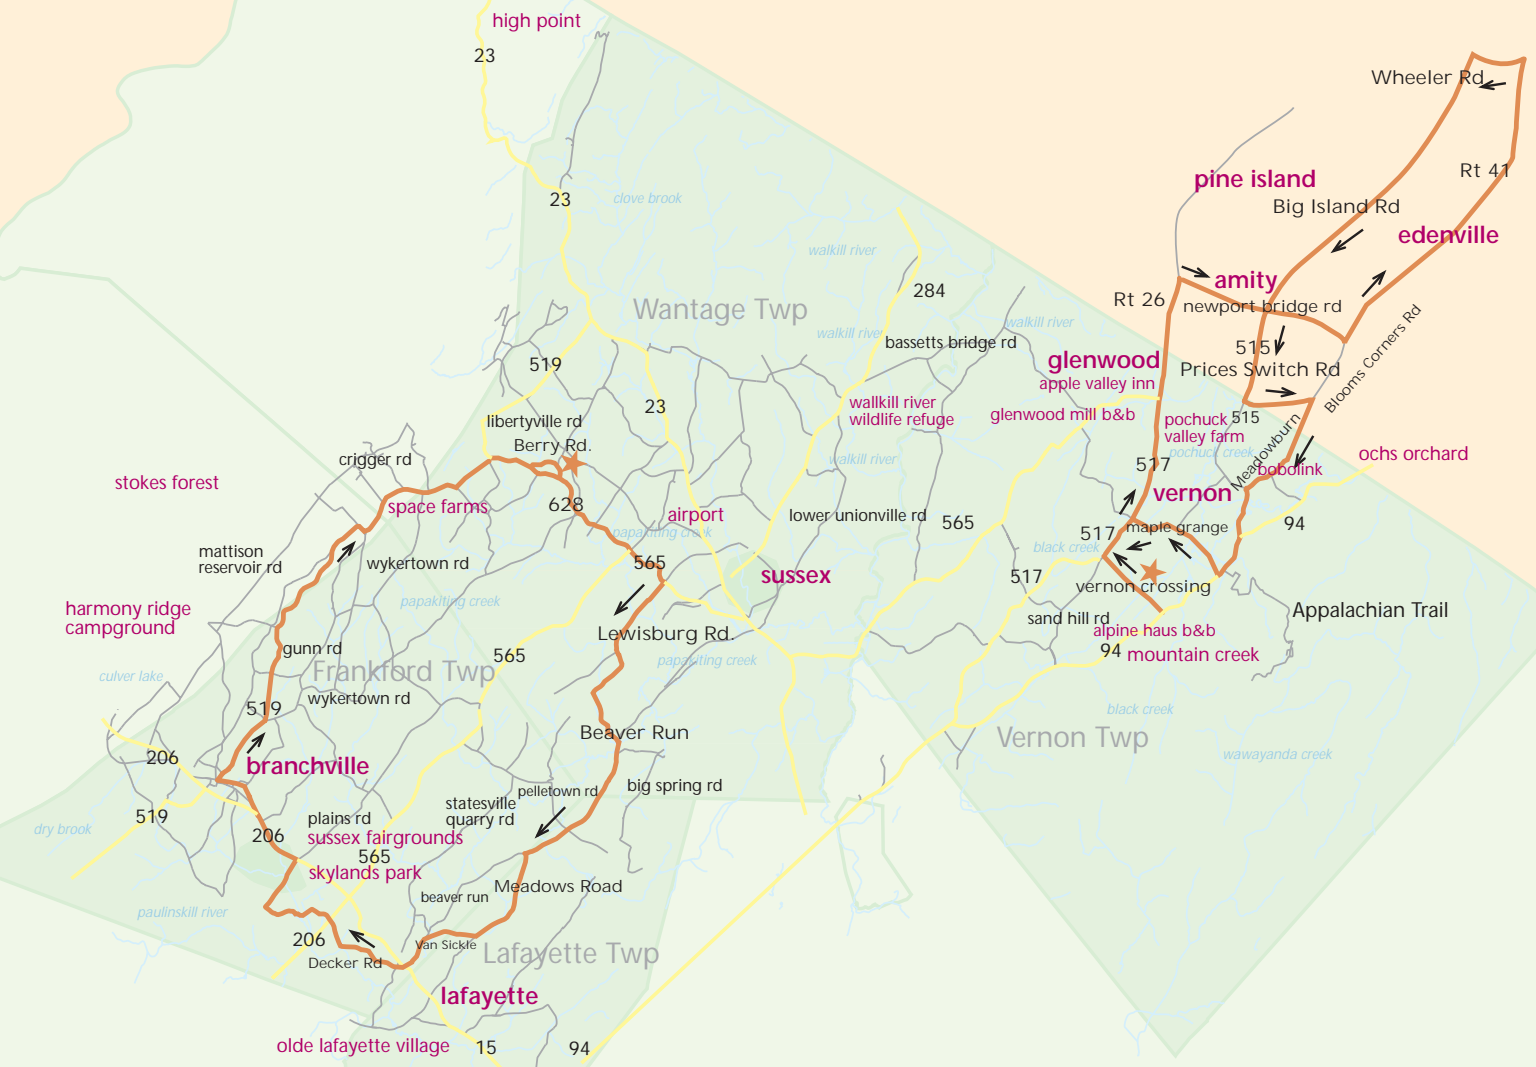 high point
23
Wheeler Rd
Rt 41
pine island
23
clove brook
Big Island Rd
edenville
walkill river
amity
284
Rt 26
newport bridge rd
Wantage Twp
walkill river
walkill river
bassetts bridge rd
515
glenwood
Prices Switch Rd
Blooms Corners Rd
519
apple valley inn
23
wallkill river
wildlife refuge
glenwood mill b&b
pochuck
valley farm
515
libertyville rd
Berry Rd.
pochuck creek
Meadowburn
ochs orchard
crigger rd
walkill river
517
bobolink
stokes forest
vernon
space farms
628
airport
lower unionville rd
565
94
maple grange
papakiting creek
517
black creek
mattison
reservoir rd
wykertown rd
565
sussex
517
vernon crossing
harmony ridge
campground
papakiting creek
Appalachian Trail
sand hill rd
Lewisburg Rd.
alpine haus b&b
gunn rd
565
94
mountain creek
papakiting creek
Frankford Twp
culver lake
wykertown rd
519
black creek
Beaver Run
Vernon Twp
wawayanda creek
206
branchville
big spring rd
pelletown rd
statesville
quarry rd
519
plains rd
dry brook
206
sussex fairgrounds
565
skylands park
Meadows Road
beaver run
paulinskill river
206
Van Sickle
Lafayette Twp
Decker Rd
lafayette
olde lafayette village
15
94